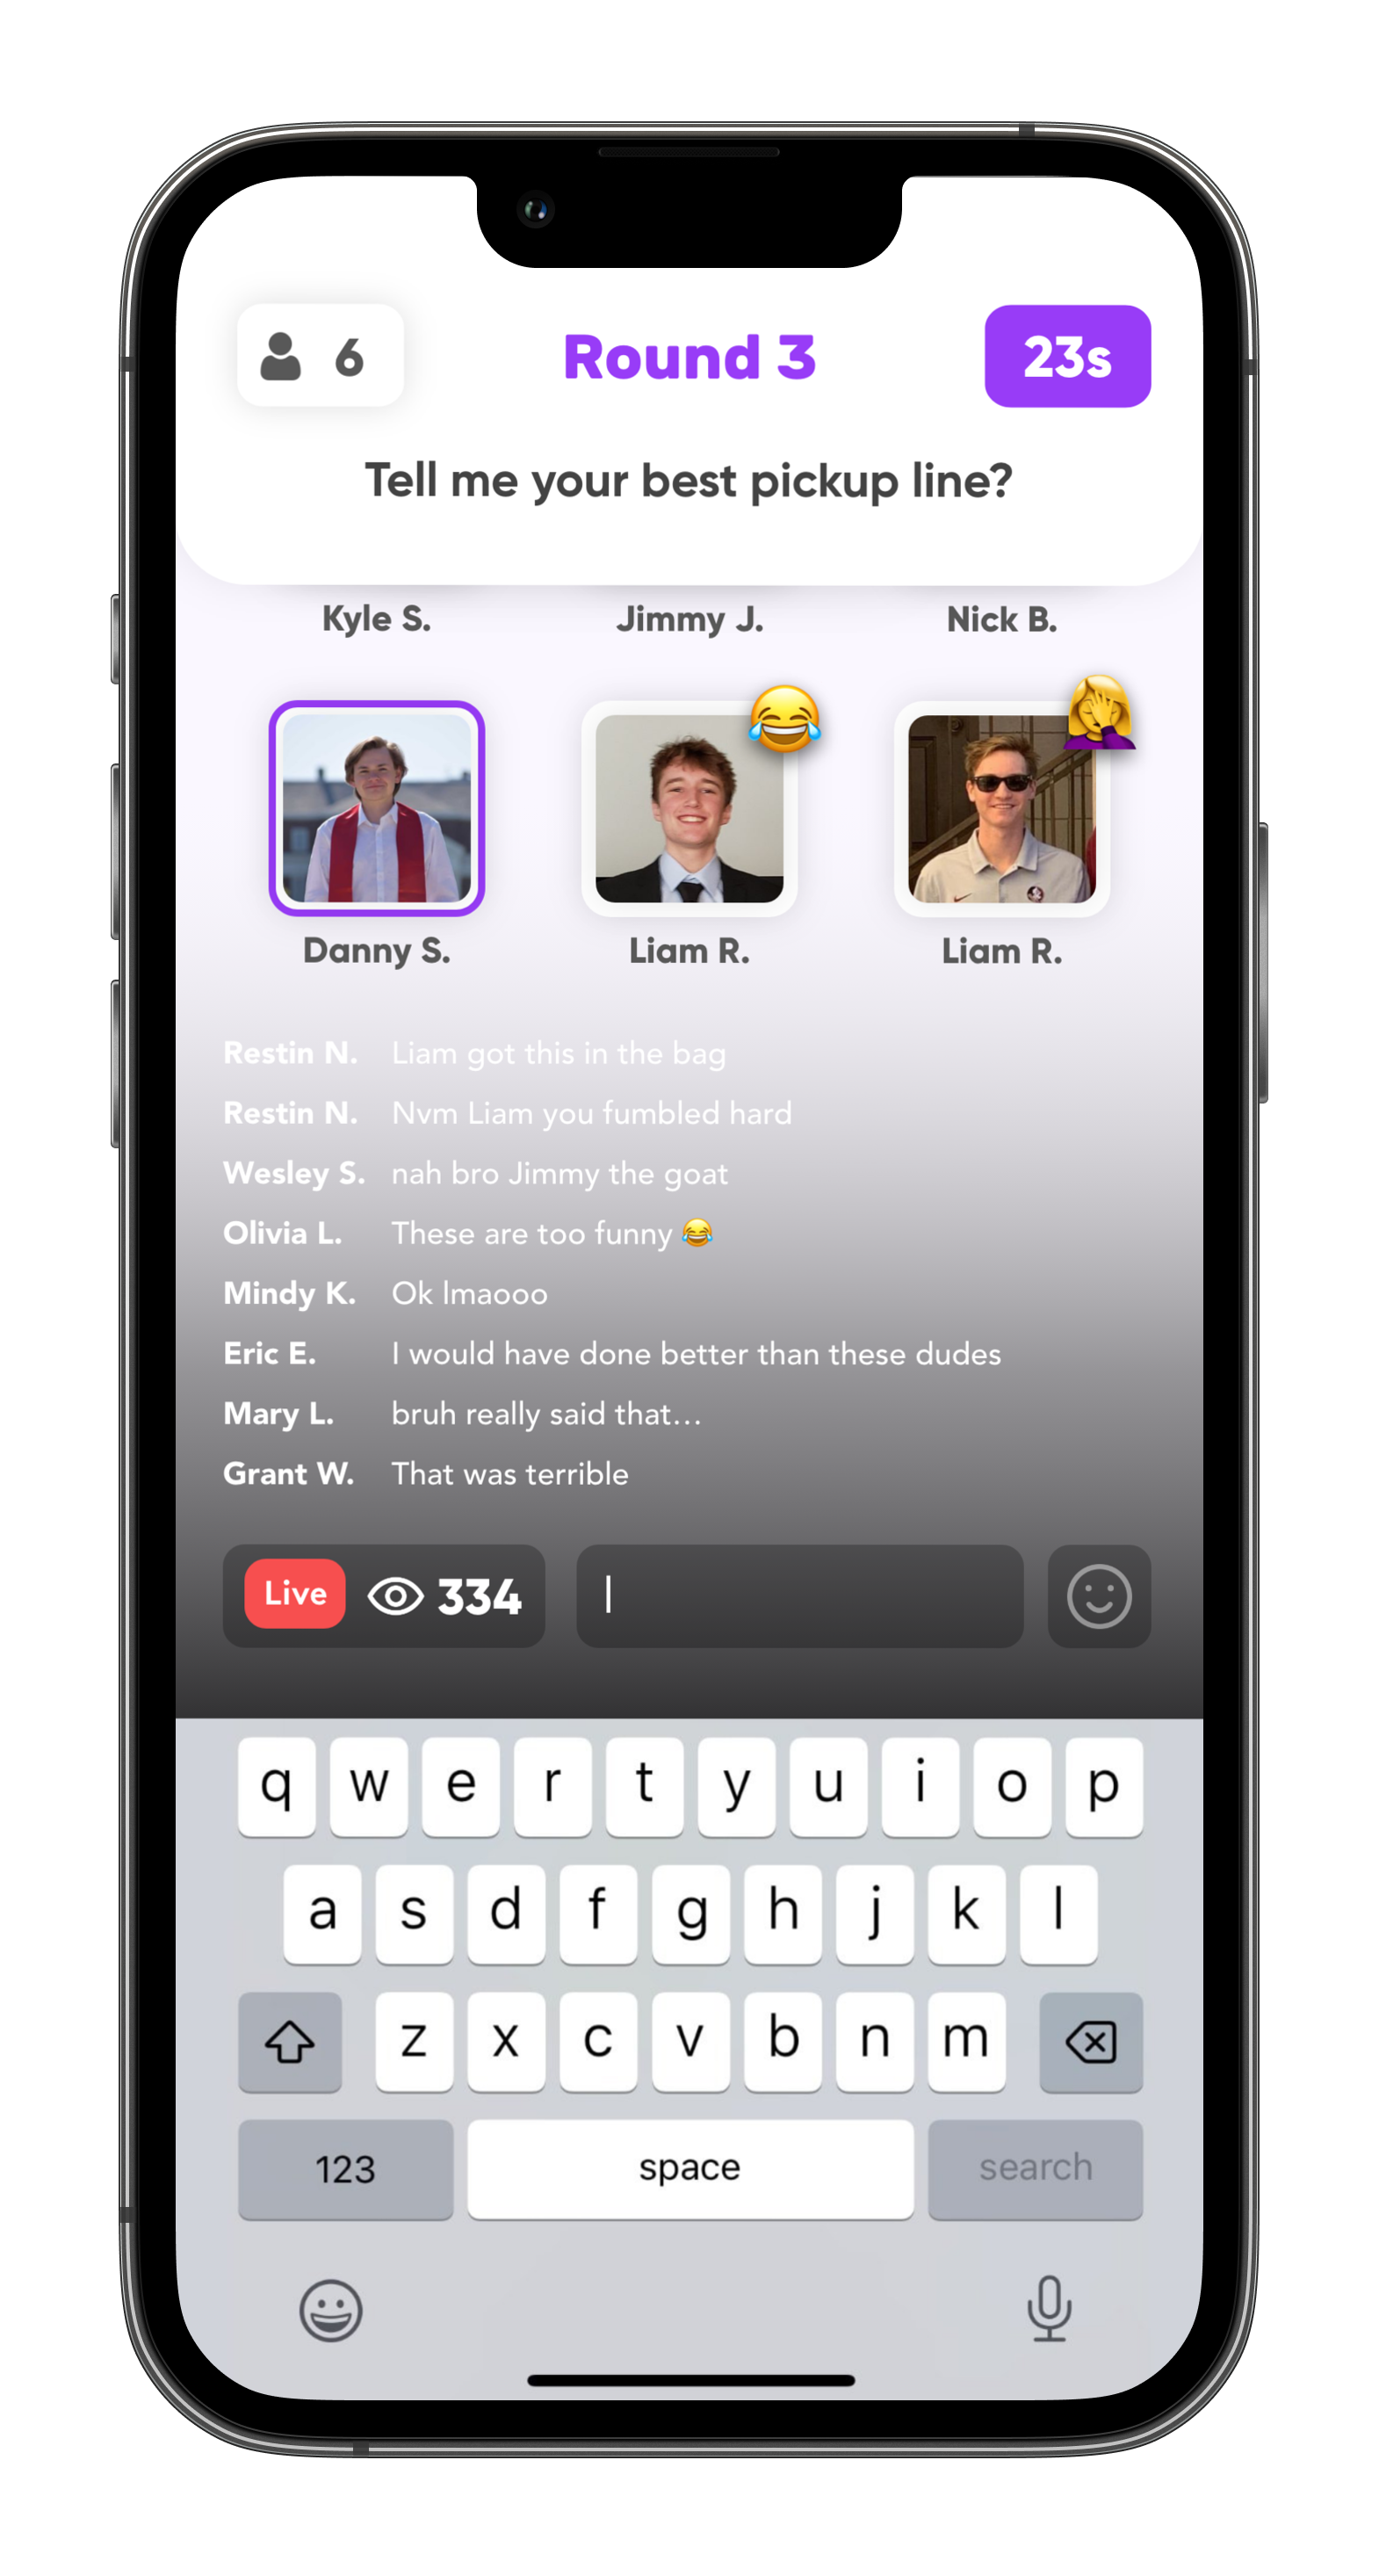 6 Round 3 23s
Tell me your best pickup line?
Kyle S. Jimmy J. Nick B.
Danny S. Liam R. Liam R.
Restin N. Liam got this in the bag
Restin N. Nvm Liam you fumbled hard
Wesley S. nah bro Jimmy the goat
Olivia L. These are too funny 😂
Mindy K. Ok lmaooo
Eric E. I would have done better than these dudes
Mary L. bruh really said that...
Grant W. That was terrible
Live 334
q w e r t y u i o p
a s d f g h j k l
z x c v b n m
123 space search